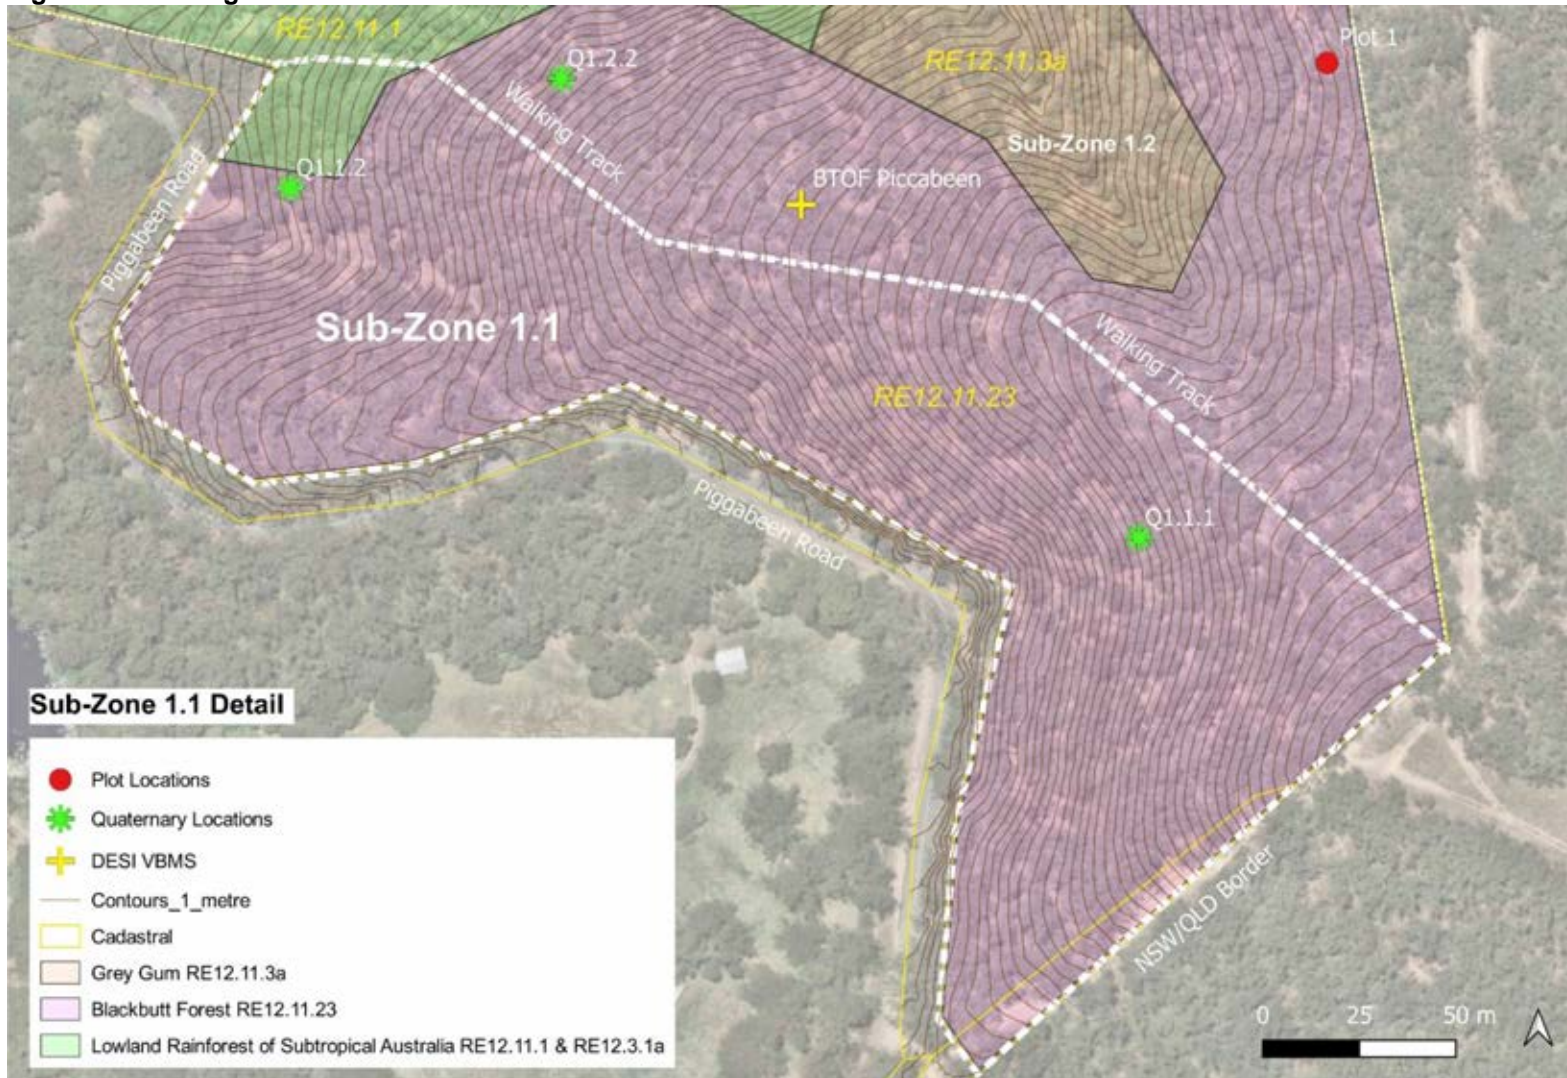 RE12.11.1
Plot 1
Q1.2.2
RE12.11.3a
Walking Track
Sub-Zone 1.2
Piggabeen Road
Q1.1.2
BTOF Piccabeen
Sub-Zone 1.1
Walking Track
RE12.11.23
Piggabeen Road
Q1.1.1
NSW/QLD Border
Sub-Zone 1.1 Detail
Plot Locations
Quaternary Locations
DESI VBMS
Contours_1_metre
Cadastral
Grey Gum RE12.11.3a
Blackbutt Forest RE12.11.23
Lowland Rainforest of Subtropical Australia RE12.11.1 & RE12.3.1a
0 25 50 m